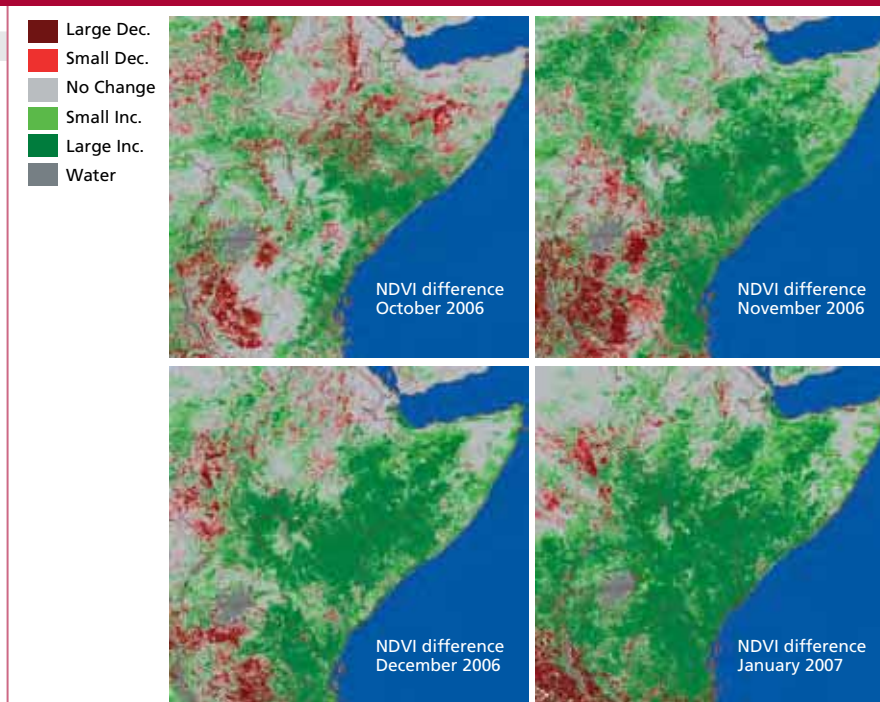 Large Dec.
Small Dec.
No Change
Small Inc.
Large Inc.
Water
NDVI difference
October 2006
NDVI difference
November 2006
NDVI difference
December 2006
NDVI difference
January 2007